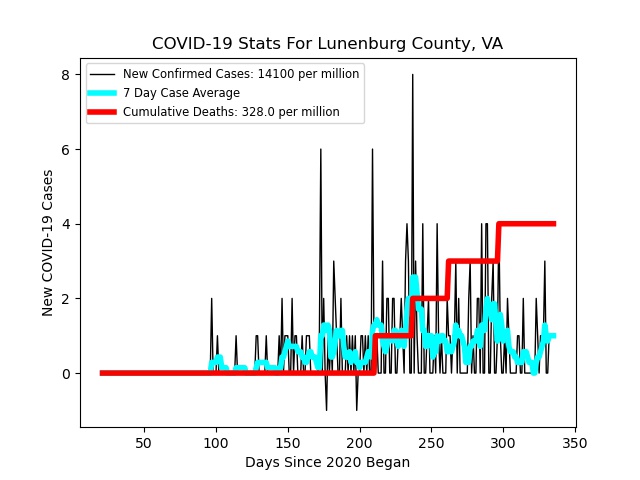 COVID-19 Stats For Lunenburg County, VA
New Confirmed Cases: 14100 per million
7 Day Case Average
Cumulative Deaths: 328.0 per million
New COVID-19 Cases
8
6
4
2
0
50 100 150 200 250 300 350
Days Since 2020 Began